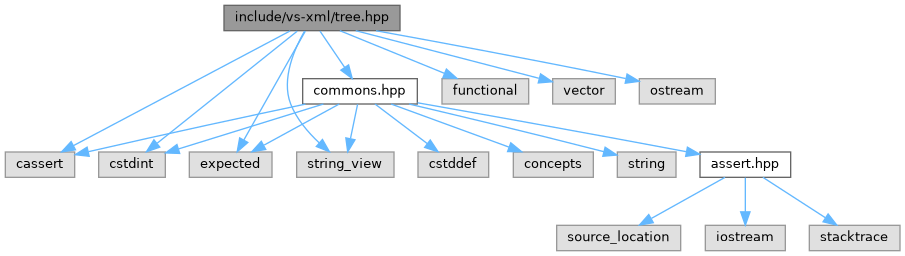 include/vs-xml/tree.hpp
commons.hpp
functional
vector
ostream
cassert
cstdint
expected
string_view
cstddef
concepts
string
assert.hpp
source_location
iostream
stacktrace